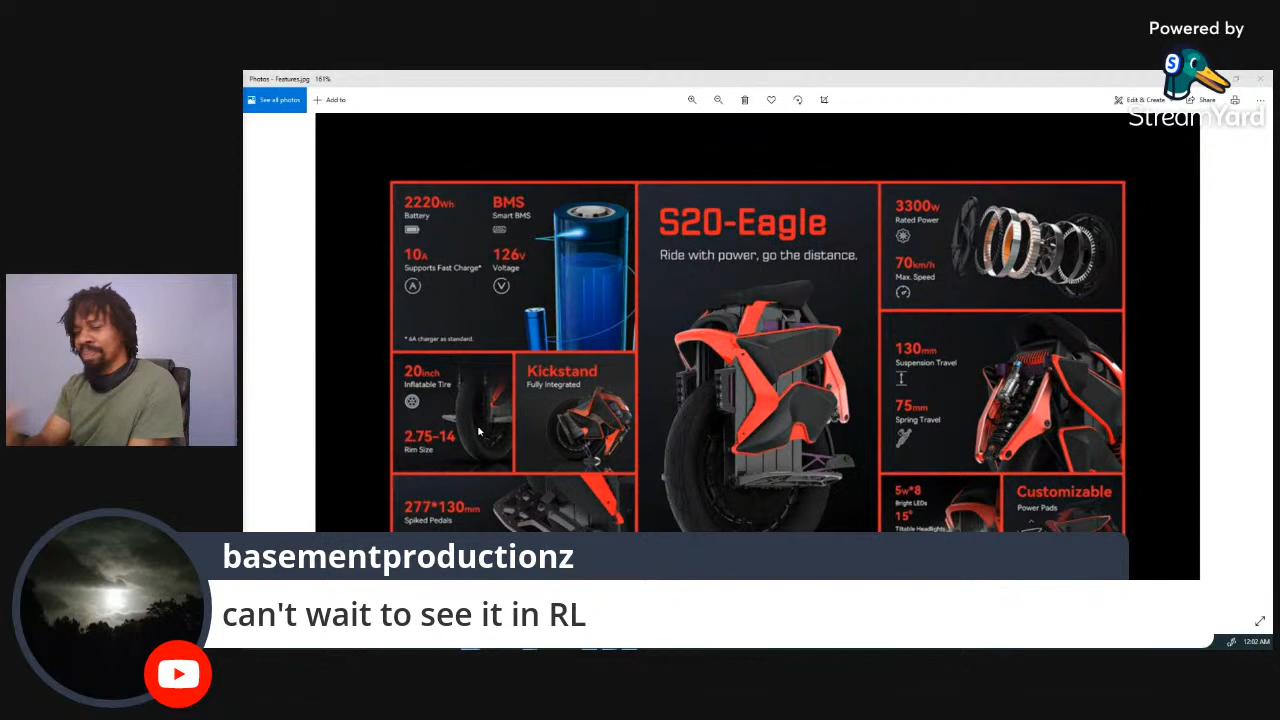 Powered by
StreamYard
Photos - Features.jpg 161%
See all photos
Add to
Edit & Create
Share
2220Wh
Battery
BMS
Smart BMS
10A
Supports Fast Charge*
126V
Voltage
* 6A charger as standard.
20inch
Inflatable Tire
2.75-14
Rim Size
Kickstand
Fully Integrated
277*130mm
Spiked Pedals
S20-Eagle
Ride with power, go the distance.
3300W
Rated Power
70km/h
Max. Speed
130mm
Suspension Travel
75mm
Spring Travel
5W*8
Bright LEDs
15°
Tiltable Headlights
Customizable
Power Pads
basementproductionz
can't wait to see it in RL
12:02 AM